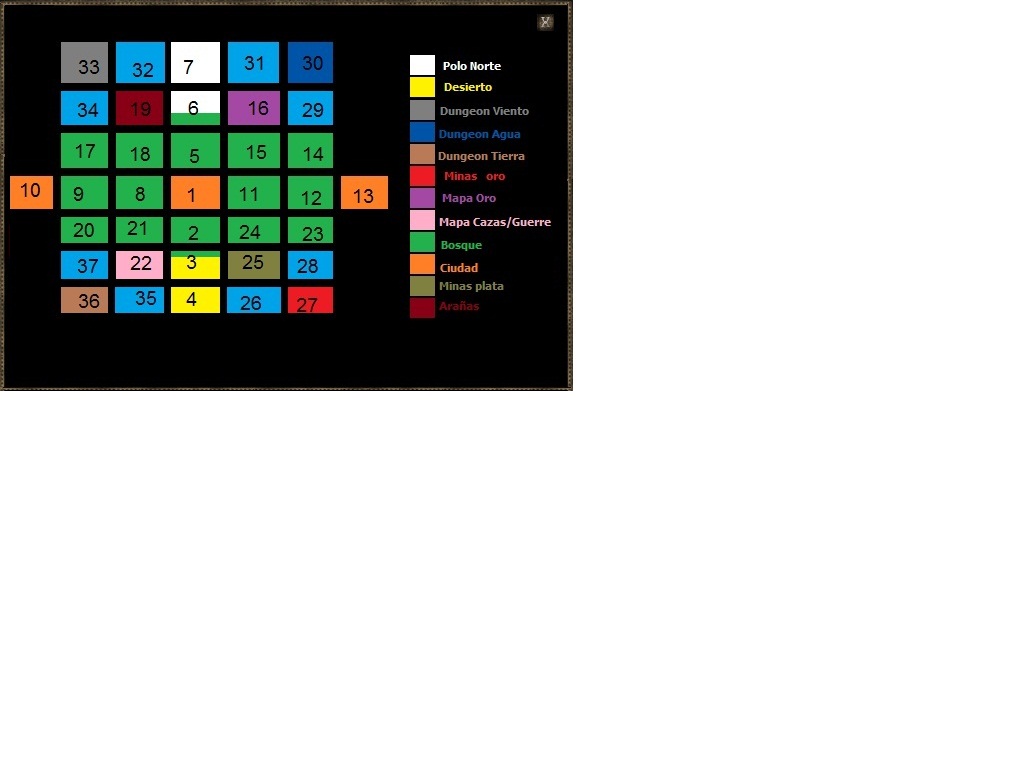 X
33 32 7 31 30
34 19 6 16 29
17 18 5 15 14
10 9 8 1 11 12 13
20 21 2 24 23
37 22 3 25 28
36 35 4 26 27
Polo Norte
Desierto
Dungeon Viento
Dungeon Agua
Dungeon Tierra
Minas oro
Mapa Oro
Mapa Cazas/Guerre
Bosque
Ciudad
Minas plata
Arañas